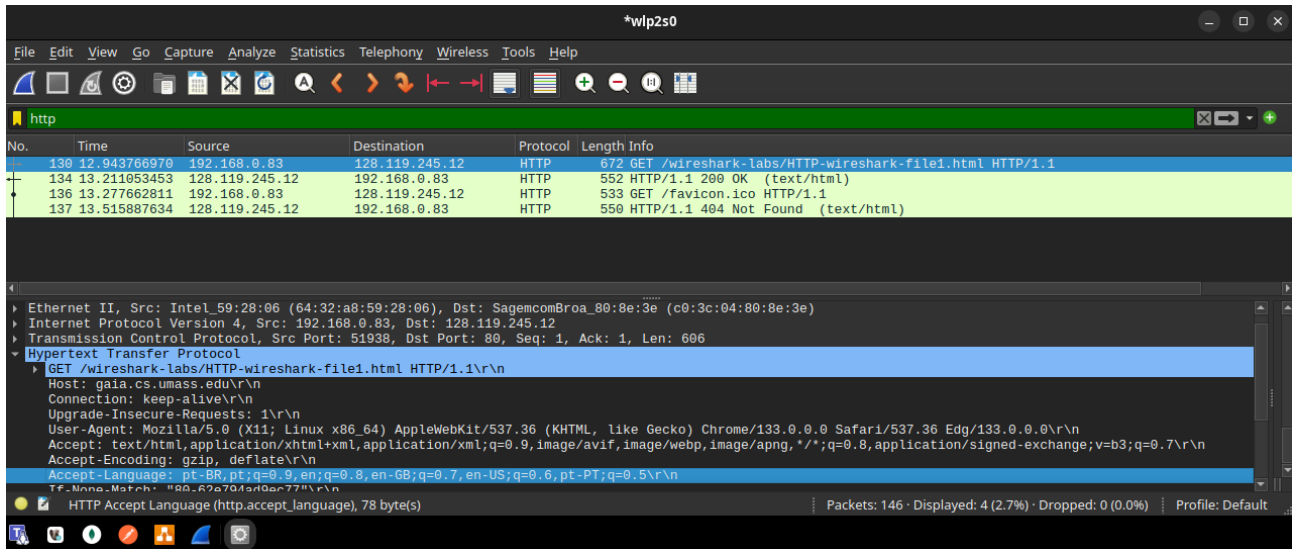 *wlp2s0
File Edit View Go Capture Analyze Statistics Telephony Wireless Tools Help
http
No. Time Source Destination Protocol Length Info
130 12.943766970 192.168.0.83 128.119.245.12 HTTP 672 GET /wireshark-labs/HTTP-wireshark-file1.html HTTP/1.1
134 13.211053453 128.119.245.12 192.168.0.83 HTTP 552 HTTP/1.1 200 OK (text/html)
136 13.277662811 192.168.0.83 128.119.245.12 HTTP 533 GET /favicon.ico HTTP/1.1
137 13.515887634 128.119.245.12 192.168.0.83 HTTP 550 HTTP/1.1 404 Not Found (text/html)
Ethernet II, Src: Intel_59:28:06 (64:32:a8:59:28:06), Dst: SagemcomBroa_80:8e:3e (c0:3c:04:80:8e:3e)
Internet Protocol Version 4, Src: 192.168.0.83, Dst: 128.119.245.12
Transmission Control Protocol, Src Port: 51938, Dst Port: 80, Seq: 1, Ack: 1, Len: 606
Hypertext Transfer Protocol
GET /wireshark-labs/HTTP-wireshark-file1.html HTTP/1.1\r\n
Host: gaia.cs.umass.edu\r\n
Connection: keep-alive\r\n
Upgrade-Insecure-Requests: 1\r\n
User-Agent: Mozilla/5.0 (X11; Linux x86_64) AppleWebKit/537.36 (KHTML, like Gecko) Chrome/133.0.0.0 Safari/537.36 Edg/133.0.0.0\r\n
Accept: text/html,application/xhtml+xml,application/xml;q=0.9,image/avif,image/webp,image/apng,*/*;q=0.8,application/signed-exchange;v=b3;q=0.7\r\n
Accept-Encoding: gzip, deflate\r\n
Accept-Language: pt-BR,pt;q=0.9,en;q=0.8,en-GB;q=0.7,en-US;q=0.6,pt-PT;q=0.5\r\n
If-None-Match: "80-62e794ad9ec77"\r\n
HTTP Accept Language (http.accept_language), 78 byte(s) Packets: 146 · Displayed: 4 (2.7%) · Dropped: 0 (0.0%) Profile: Default